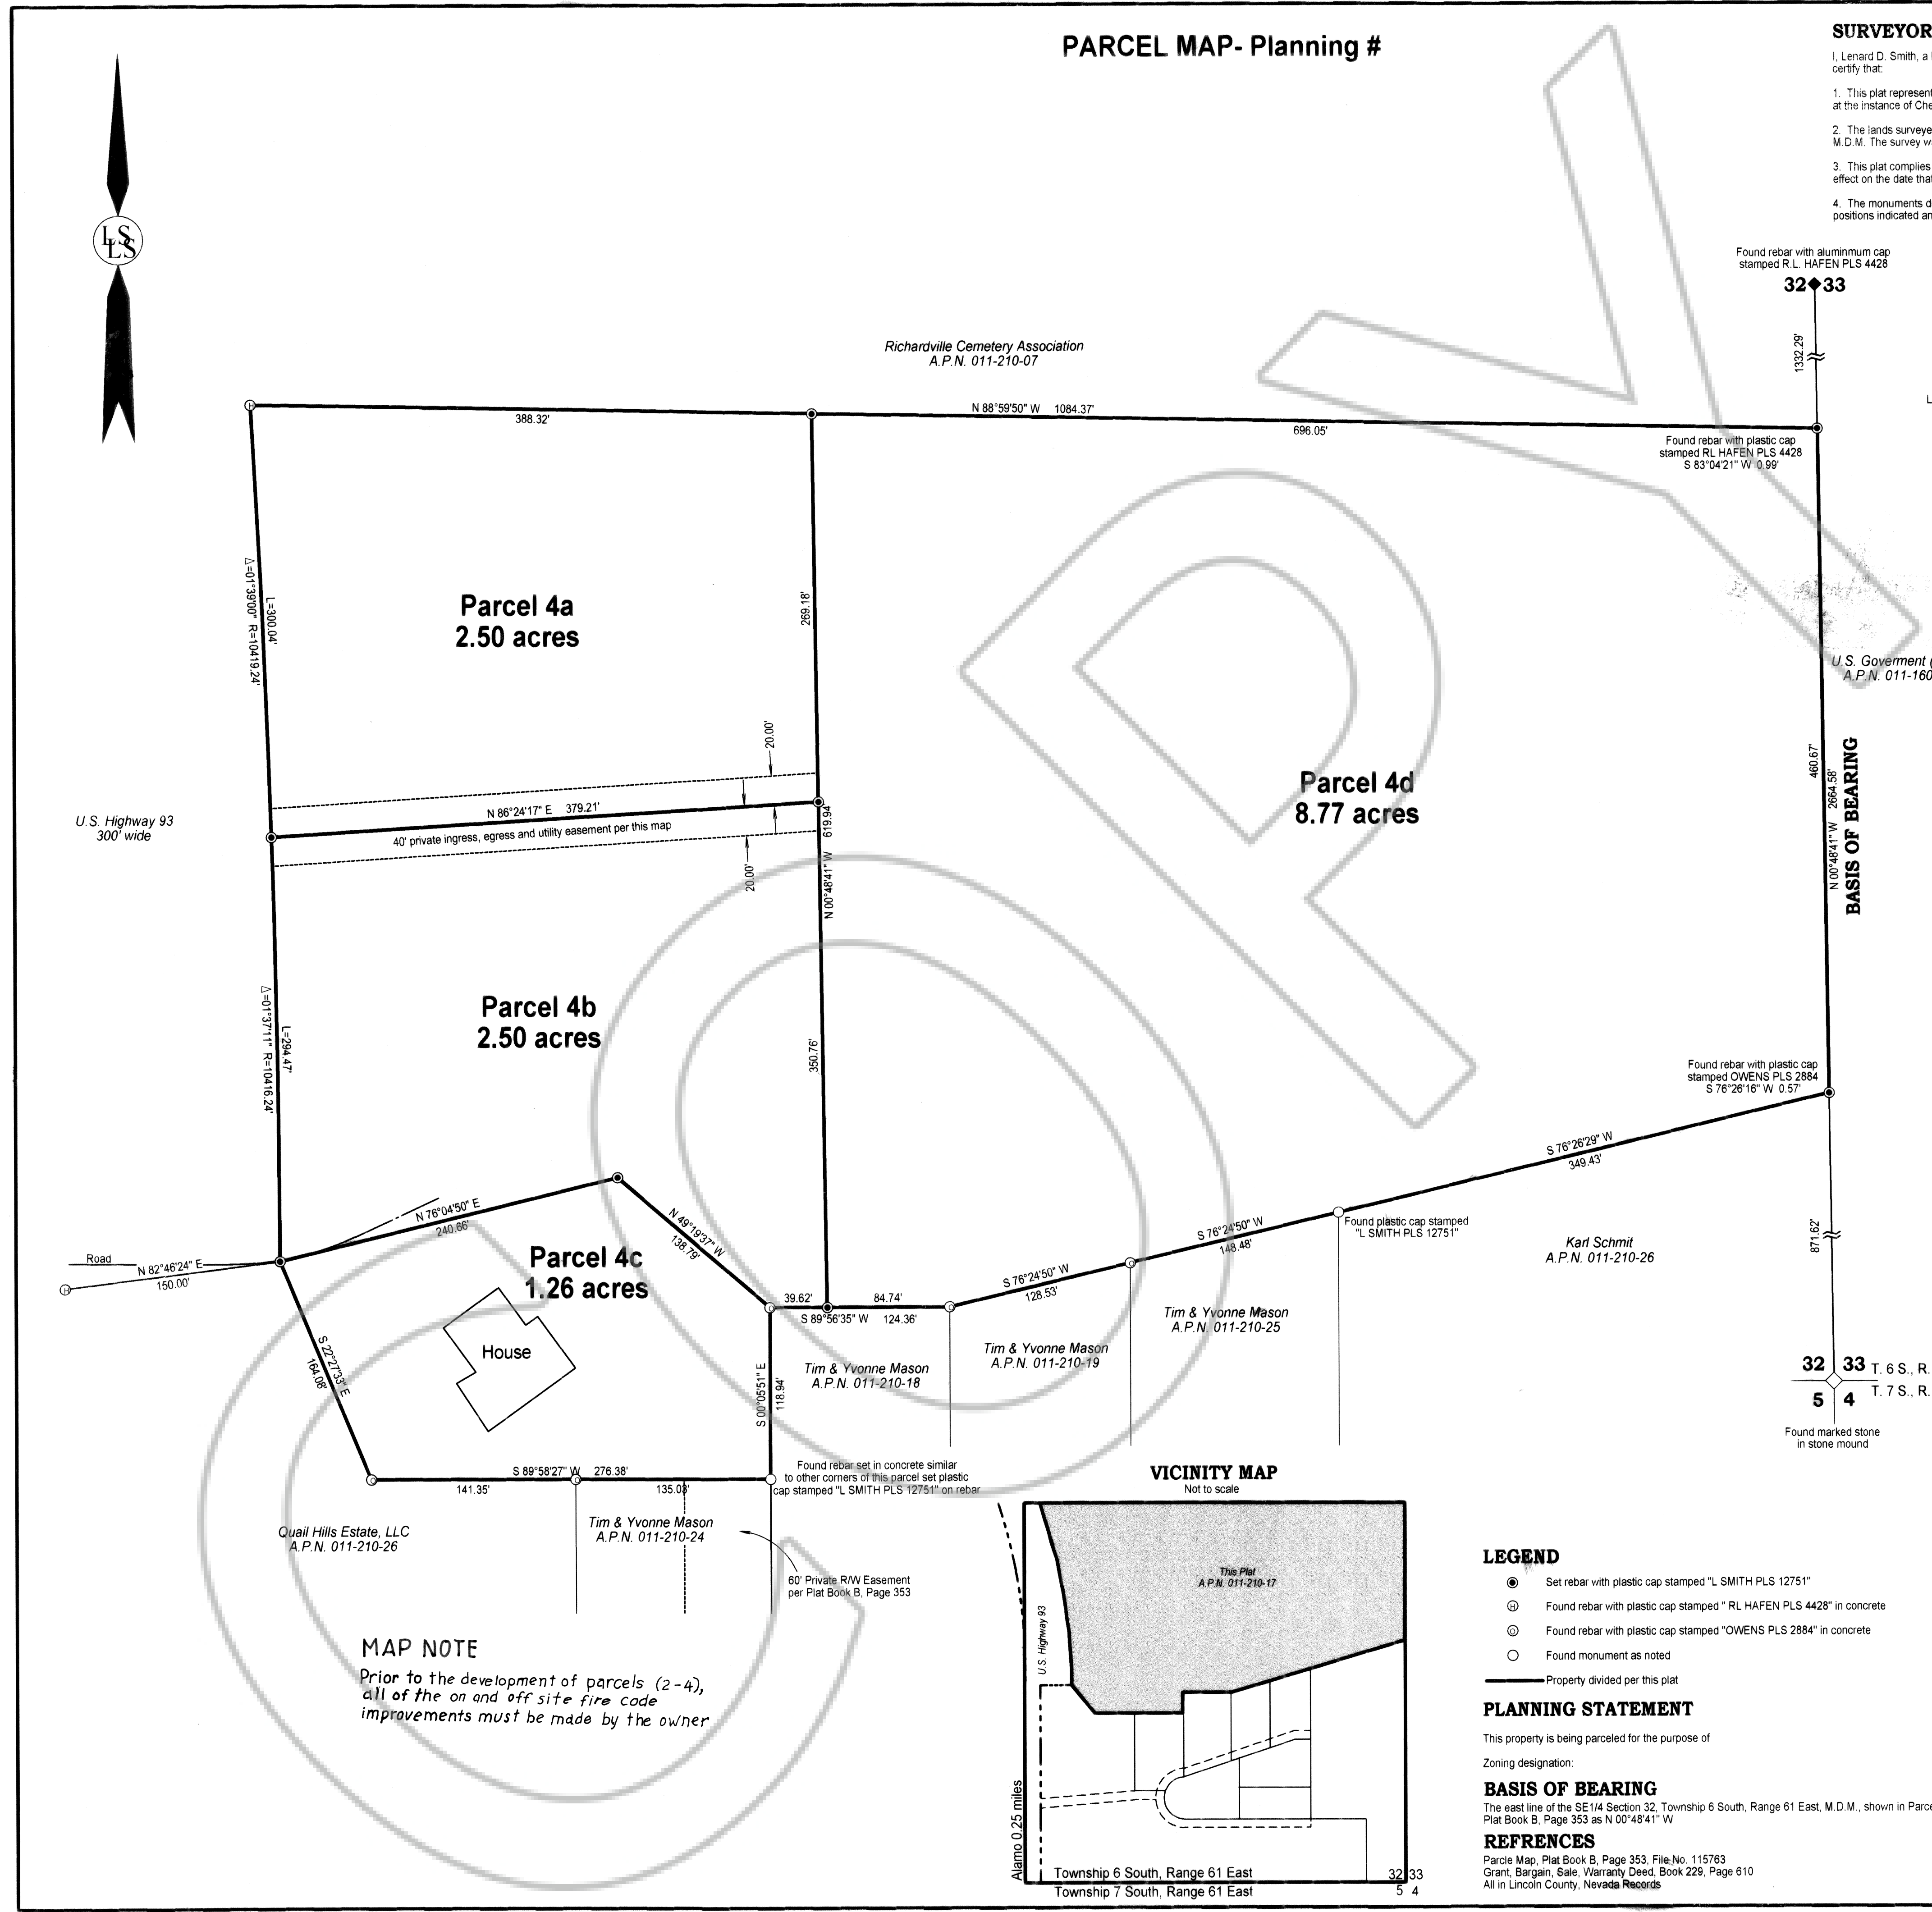 PARCEL MAP- Planning #
SURVEYOR
I, Lenard D. Smith, a
certify that:
1. This plat represent
at the instance of Che
2. The lands surveye
M.D.M. The survey w
3. This plat complies
effect on the date that
4. The monuments d
positions indicated an
LS
LS
Found rebar with aluminmum cap
stamped R.L. HAFEN PLS 4428
32 33
1332.29'
L
Richardville Cemetery Association
A.P.N. 011-210-07
388.32'
N 88°59'50" W 1084.37'
696.05'
Found rebar with plastic cap
stamped RL HAFEN PLS 4428
S 83°04'21" W 0.99'
L=300.04'
Δ=01°39'00" R=10419.24'
Parcel 4a
2.50 acres
269.18'
U.S. Goverment (
A.P.N. 011-160
20.00'
N 86°24'17" E 379.21'
40' private ingress, egress and utility easement per this map
20.00'
U.S. Highway 93
300' wide
N 00°48'41" W 619.94
Parcel 4d
8.77 acres
460.67'
N 00°48'41" W 2664.58'
BASIS OF BEARING
L=294.47'
Δ=01°37'11" R=10416.24'
Parcel 4b
2.50 acres
350.76'
Found rebar with plastic cap
stamped OWENS PLS 2884
S 76°26'16" W 0.57'
S 76°26'29" W
349.43'
N 76°04'50" E
240.66'
N 49°19'37" W
138.79'
Found plastic cap stamped
"L SMITH PLS 12751"
S 76°24'50" W
148.48'
S 76°24'50" W
128.53'
Karl Schmit
A.P.N. 011-210-26
871.62'
Road
N 82°46'24" E
150.00'
Parcel 4c
1.26 acres
39.62' 84.74'
S 89°56'35" W 124.36'
House
S 22°27'33" E
164.08'
S 00°05'51" E
118.94'
Tim & Yvonne Mason
A.P.N. 011-210-18
Tim & Yvonne Mason
A.P.N. 011-210-19
Tim & Yvonne Mason
A.P.N. 011-210-25
32 33 T. 6 S., R.
5 4 T. 7 S., R.
Found marked stone
in stone mound
S 89°58'27" W 276.38'
141.35' 135.03'
Found rebar set in concrete similar
to other corners of this parcel set plastic
cap stamped "L SMITH PLS 12751" on rebar
Quail Hills Estate, LLC
A.P.N. 011-210-26
Tim & Yvonne Mason
A.P.N. 011-210-24
60' Private R/W Easement
per Plat Book B, Page 353
MAP NOTE
Prior to the development of parcels (2-4),
all of the on and off site fire code
improvements must be made by the owner
VICINITY MAP
Not to scale
This Plat
A.P.N. 011-210-17
U.S. Highway 93
Alamo 0.25 miles
Township 6 South, Range 61 East 32 33
Township 7 South, Range 61 East 5 4
LEGEND
Set rebar with plastic cap stamped "L SMITH PLS 12751"
H Found rebar with plastic cap stamped " RL HAFEN PLS 4428" in concrete
O Found rebar with plastic cap stamped "OWENS PLS 2884" in concrete
Found monument as noted
Property divided per this plat
PLANNING STATEMENT
This property is being parceled for the purpose of
Zoning designation:
BASIS OF BEARING
The east line of the SE1/4 Section 32, Township 6 South, Range 61 East, M.D.M., shown in Parce
Plat Book B, Page 353 as N 00°48'41" W
REFRENCES
Parcle Map, Plat Book B, Page 353, File No. 115763
Grant, Bargain, Sale, Warranty Deed, Book 229, Page 610
All in Lincoln County, Nevada Records
COPY